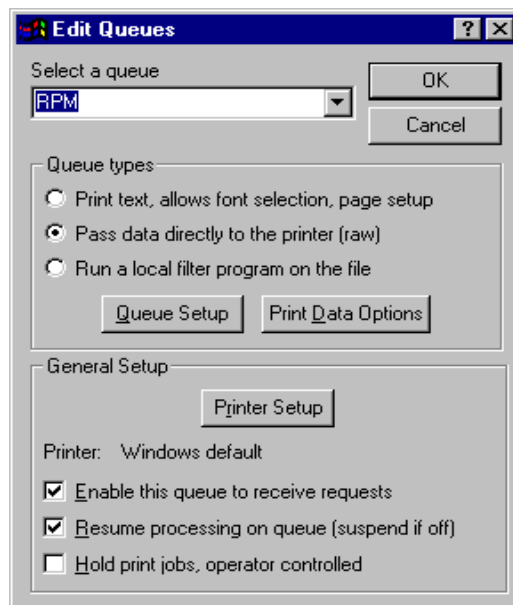 Edit Queues
Select a queue
RPM
OK
Cancel
Queue types
Print text, allows font selection, page setup
Pass data directly to the printer (raw)
Run a local filter program on the file
Queue Setup
Print Data Options
General Setup
Printer Setup
Printer: Windows default
Enable this queue to receive requests
Resume processing on queue (suspend if off)
Hold print jobs, operator controlled